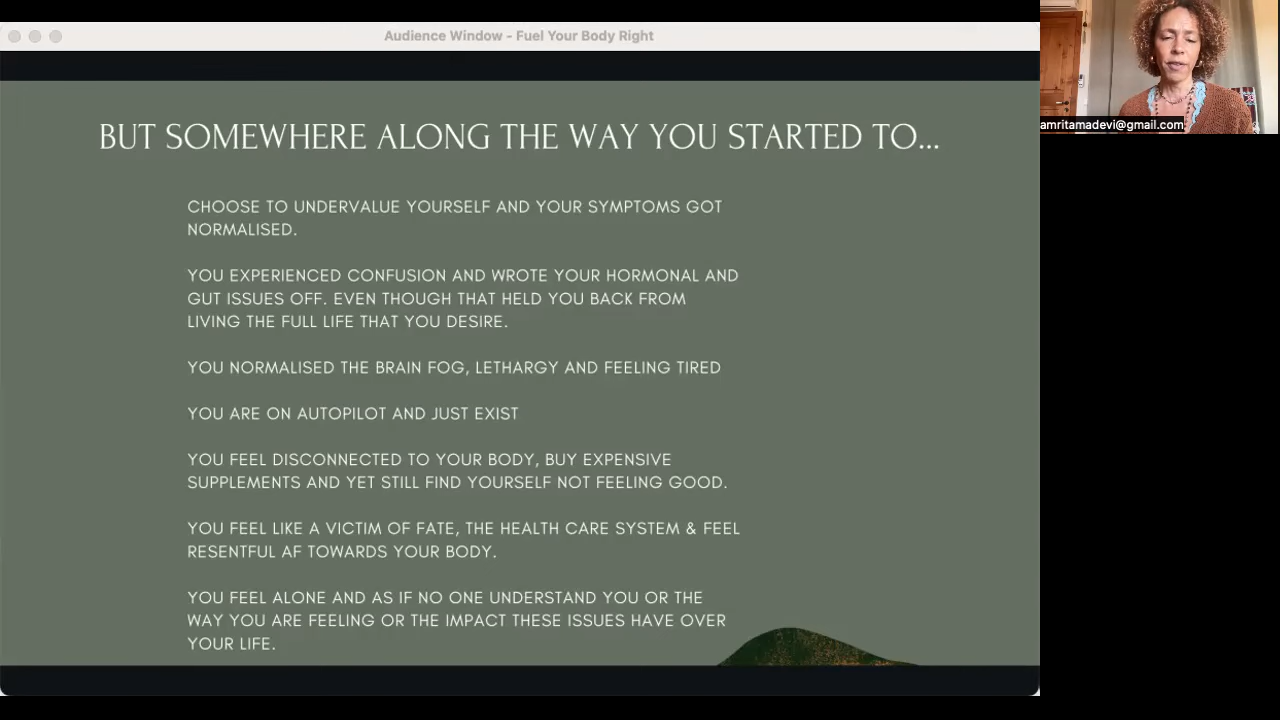 Audience Window - Fuel Your Body Right
BUT SOMEWHERE ALONG THE WAY YOU STARTED TO...
CHOOSE TO UNDERVALUE YOURSELF AND YOUR SYMPTOMS GOT
NORMALISED.
YOU EXPERIENCED CONFUSION AND WROTE YOUR HORMONAL AND
GUT ISSUES OFF. EVEN THOUGH THAT HELD YOU BACK FROM
LIVING THE FULL LIFE THAT YOU DESIRE.
YOU NORMALISED THE BRAIN FOG, LETHARGY AND FEELING TIRED
YOU ARE ON AUTOPILOT AND JUST EXIST
YOU FEEL DISCONNECTED TO YOUR BODY, BUY EXPENSIVE
SUPPLEMENTS AND YET STILL FIND YOURSELF NOT FEELING GOOD.
YOU FEEL LIKE A VICTIM OF FATE, THE HEALTH CARE SYSTEM & FEEL
RESENTFUL AF TOWARDS YOUR BODY.
YOU FEEL ALONE AND AS IF NO ONE UNDERSTAND YOU OR THE
WAY YOU ARE FEELING OR THE IMPACT THESE ISSUES HAVE OVER
YOUR LIFE.
amritamadevi@gmail.com